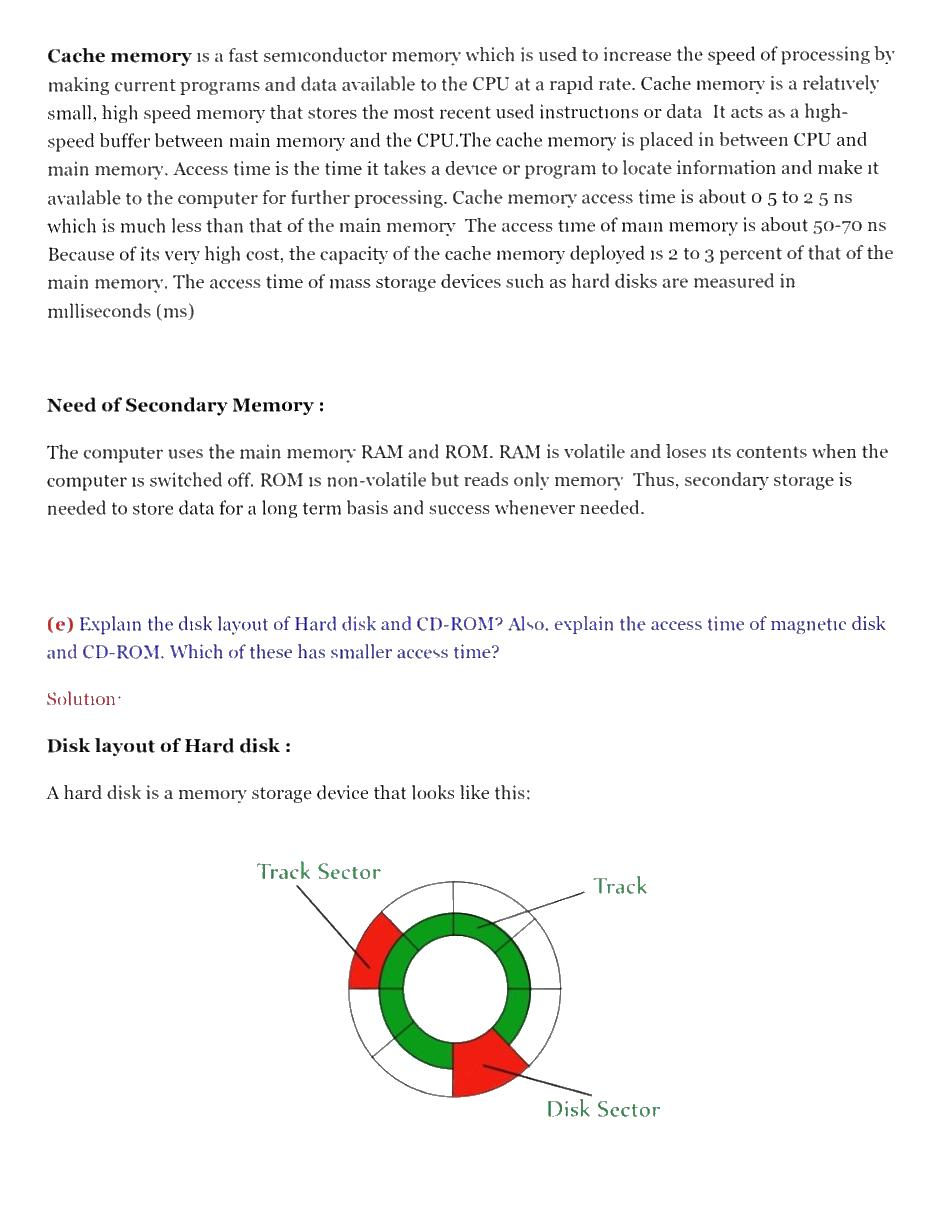 Cache memory is a fast semiconductor memory which is used to increase the speed of processing by
making current programs and data available to the CPU at a rapid rate. Cache memory is a relatively
small, high speed memory that stores the most recent used instructions or data It acts as a high-
speed buffer between main memory and the CPU.The cache memory is placed in between CPU and
main memory. Access time is the time it takes a device or program to locate information and make it
available to the computer for further processing. Cache memory access time is about 0 5 to 2 5 ns
which is much less than that of the main memory The access time of main memory is about 50-70 ns
Because of its very high cost, the capacity of the cache memory deployed is 2 to 3 percent of that of the
main memory. The access time of mass storage devices such as hard disks are measured in
milliseconds (ms)
Need of Secondary Memory :
The computer uses the main memory RAM and ROM. RAM is volatile and loses its contents when the
computer is switched off. ROM is non-volatile but reads only memory Thus, secondary storage is
needed to store data for a long term basis and success whenever needed.
(e) Explain the disk layout of Hard disk and CD-ROM? Also, explain the access time of magnetic disk
and CD-ROM. Which of these has smaller access time?
Solution:
Disk layout of Hard disk :
A hard disk is a memory storage device that looks like this:
Track Sector
Track
Disk Sector